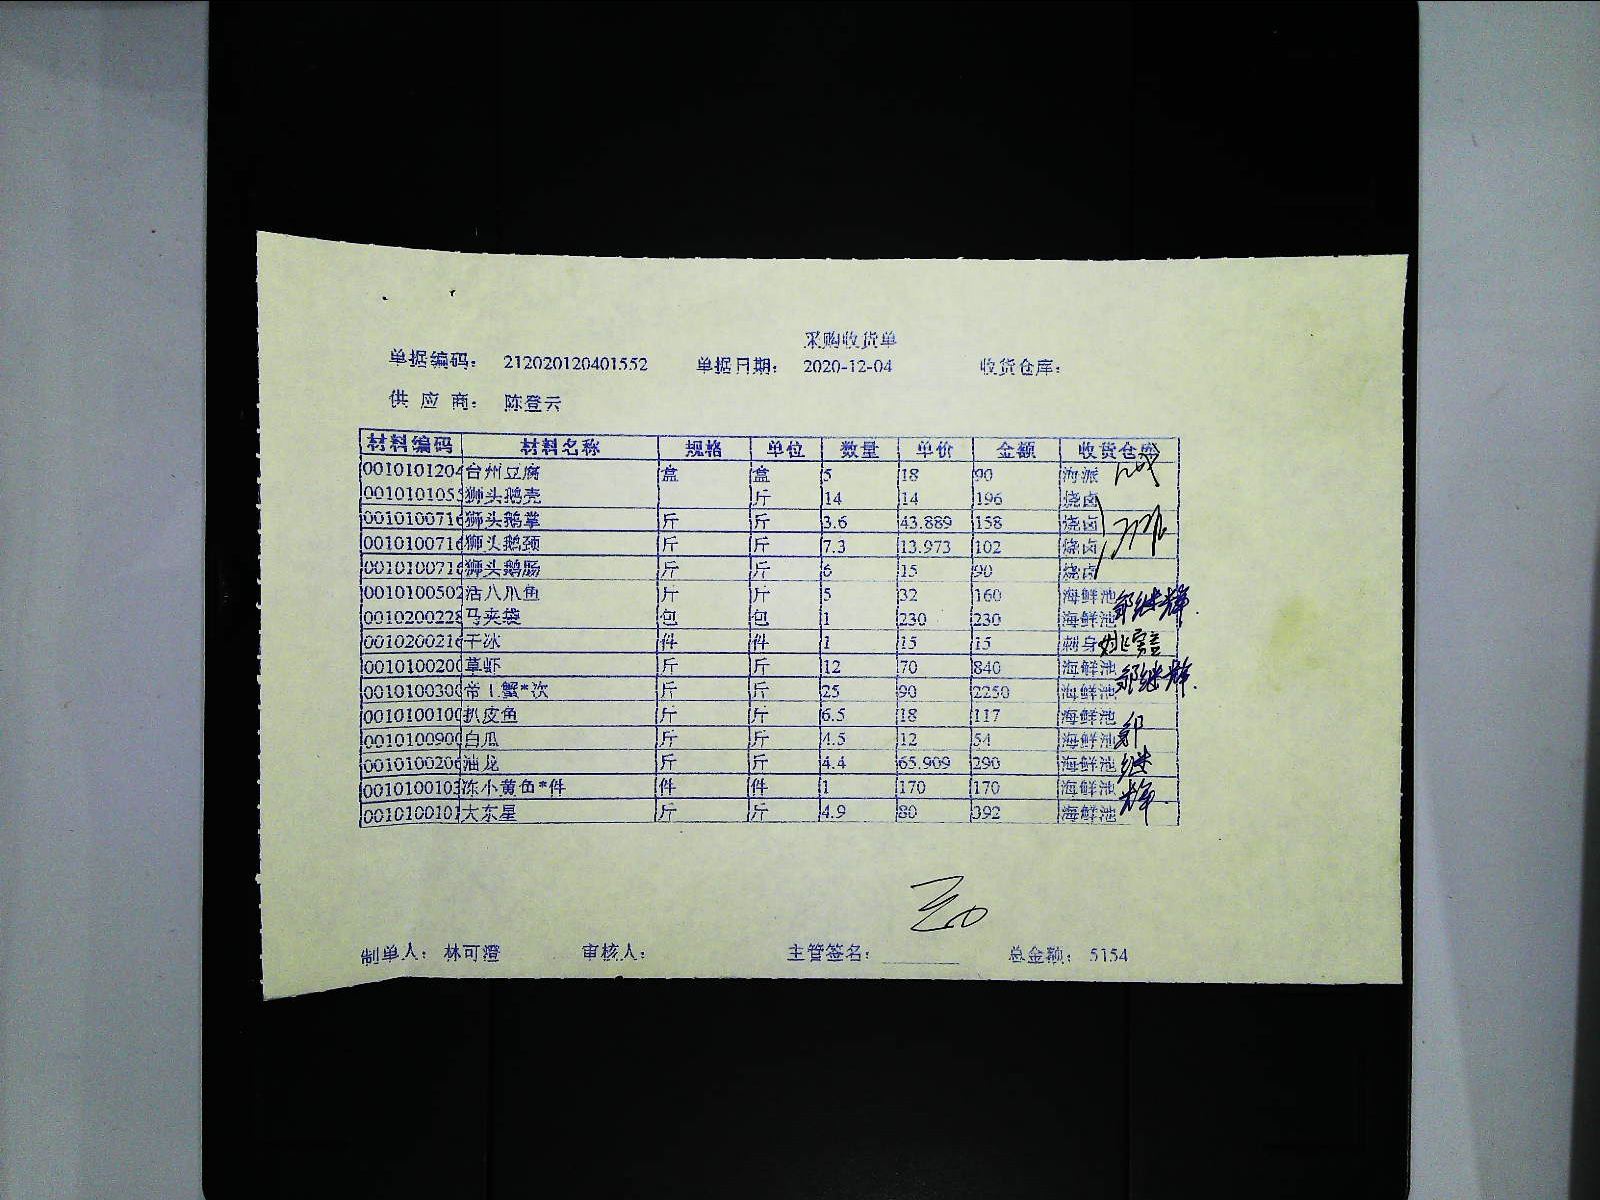 采购收货单
单据编码： 212020120401552 单据日期： 2020-12-04 收货仓库：
供 应 商： 陈登云
材料编码 材料名称 规格 单位 数量 单价 金额 收货仓库
0010101204 台州豆腐 盒 盒 5 18 90 海派
0010101055 狮头鹅壳 斤 14 14 196 烧卤
0010100716 狮头鹅掌 斤 斤 3.6 43.889 158 烧卤
0010100716 狮头鹅颈 斤 斤 7.3 13.973 102 烧卤
0010100716 狮头鹅肠 斤 斤 6 15 90 烧卤
0010100502 活八爪鱼 斤 斤 5 32 160 海鲜池
0010200228 马夹袋 包 包 1 230 230 海鲜池 邹继辉
0010200216 干冰 件 件 1 15 15 刺身
0010100200 草虾 斤 斤 12 70 840 海鲜池
0010100300 帝王蟹*次 斤 斤 25 90 2250 海鲜池 邹继辉
0010100100 扒皮鱼 斤 斤 6.5 18 117 海鲜池
0010100900 白瓜 斤 斤 4.5 12 54 海鲜池 邹
0010100206 油龙 斤 斤 4.4 65.909 290 海鲜池 继
0010100103 冻小黄鱼*件 件 件 1 170 170 海鲜池 辉
0010100101 大东星 斤 斤 4.9 80 392 海鲜池
制单人： 林可澄 审核人： 主管签名： 总金额： 5154